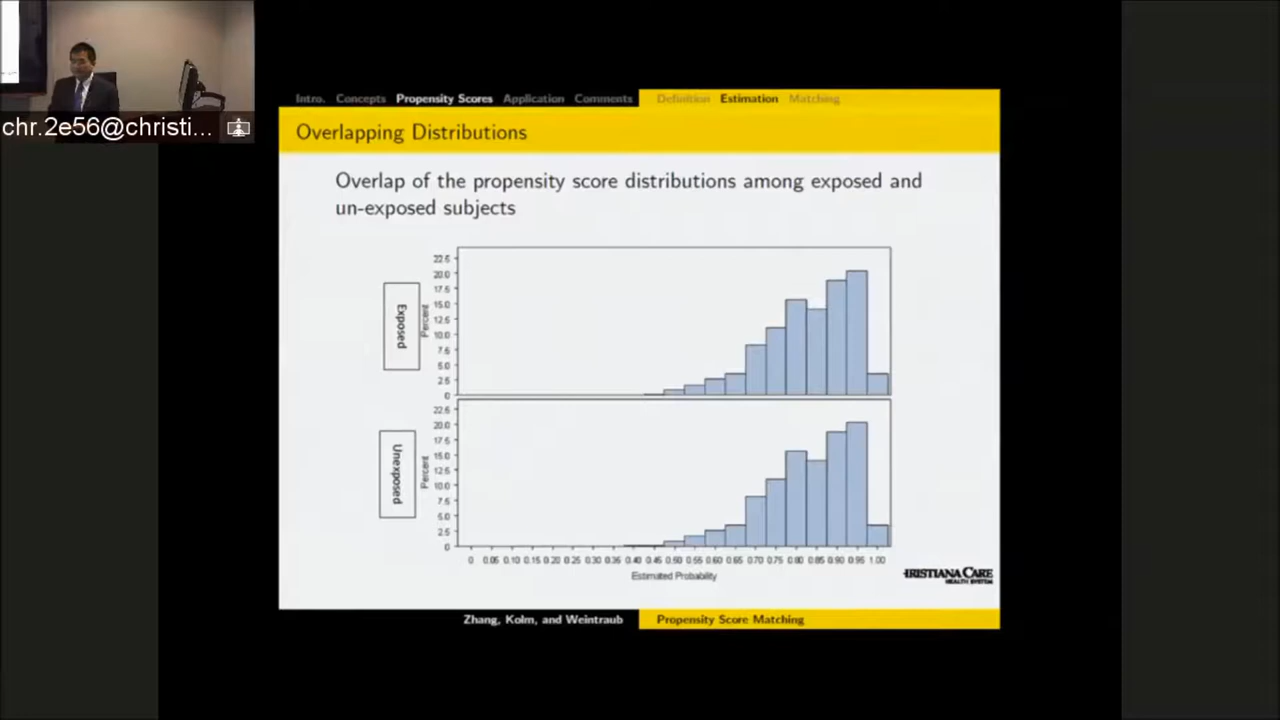 chr.2e56@christi...
Intro. Concepts Propensity Scores Application Comments Definition Estimation Matching
Overlapping Distributions
Overlap of the propensity score distributions among exposed and
un-exposed subjects
Exposed
Percent
22.5
20.0
17.5
15.0
12.5
10.0
7.5
5.0
2.5
0
Unexposed
Percent
22.5
20.0
17.5
15.0
12.5
10.0
7.5
5.0
2.5
0
0 0.05 0.10 0.15 0.20 0.25 0.30 0.35 0.40 0.45 0.50 0.55 0.60 0.65 0.70 0.75 0.80 0.85 0.90 0.95 1.00
Estimated Probability
IRISTIANA CARE
HEALTH SYSTEM
Zhang, Kolm, and Weintraub Propensity Score Matching